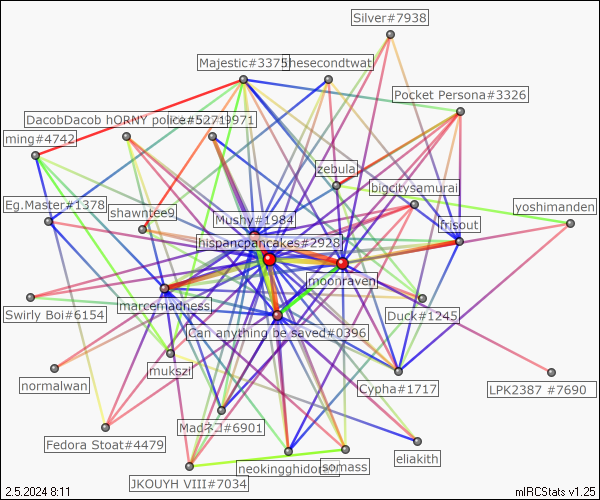 Silver#7938
Majestic#3375
thesecondtwat
Pocket Persona#3326
DacobDacob hORNY police#5271
9971
ming#4742
zebula
bigcitysamurai
Eg.Master#1378
shawntee9
yoshimanden
Mushy#1984
frisout
hispancpancakes#2928
moonraven
marcemadness
Swirly Boi#6154
Duck#1245
Can anything be saved#0396
mukszi
normalwan
Cypha#1717
LPK2387 #7690
Madネコ#6901
Fedora Stoat#4479
eliakith
neokingghidor
somass
JKOUYH VIII#7034
2.5.2024 8:11
mIRCStats v1.25